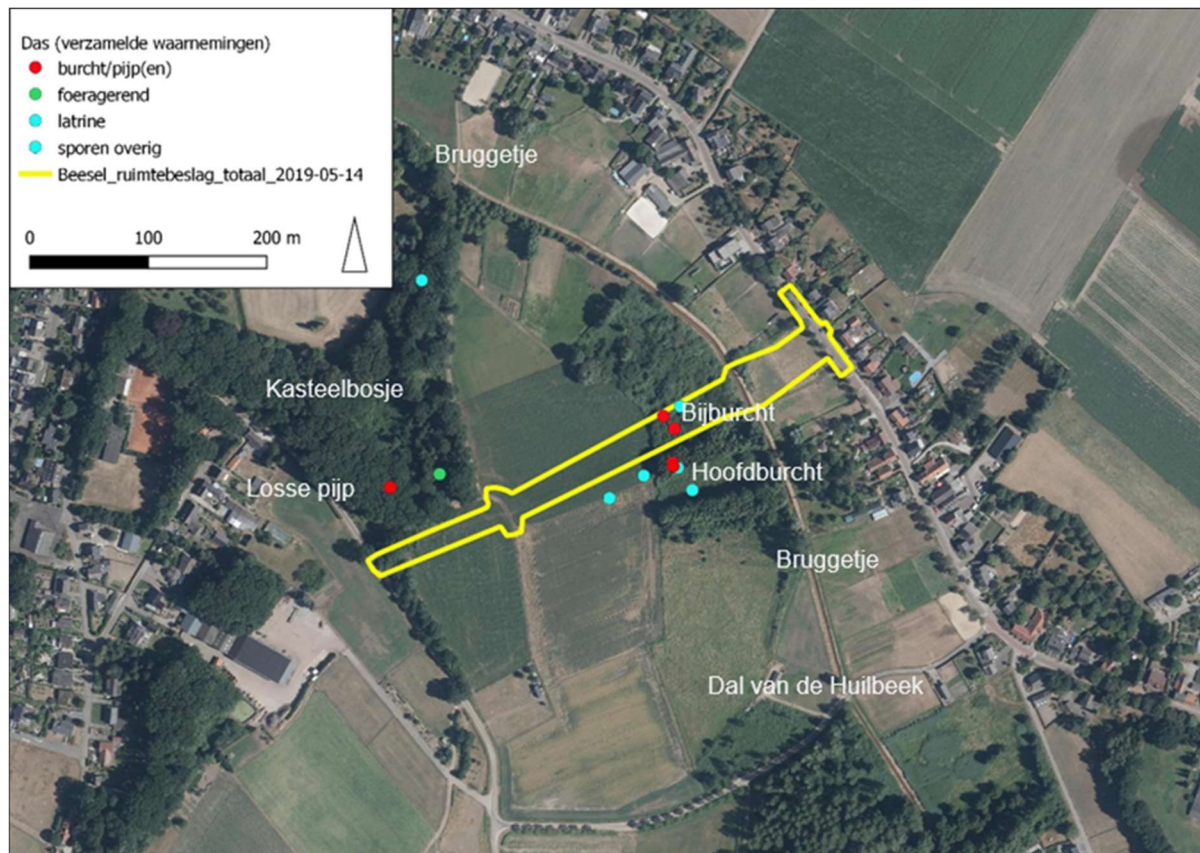 Das (verzamelde waarnemingen)
burcht/pijp(en)
foeragerend
latrine
sporen overig
Beesel_ruimtebeslag_totaal_2019-05-14
0 100 200 m
Bruggetje
Kasteelbosje
Bijburcht
Hoofdburcht
Losse pijp
Bruggetje
Dal van de Huilbeek